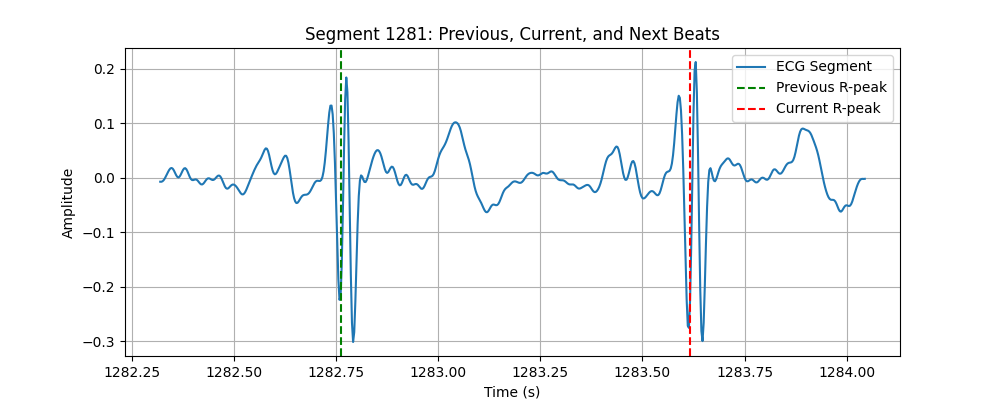 Segment 1281: Previous, Current, and Next Beats
ECG Segment
Previous R-peak
Current R-peak
Amplitude
0.2
0.1
0.0
−0.1
−0.2
−0.3
1282.25 1282.50 1282.75 1283.00 1283.25 1283.50 1283.75 1284.00
Time (s)